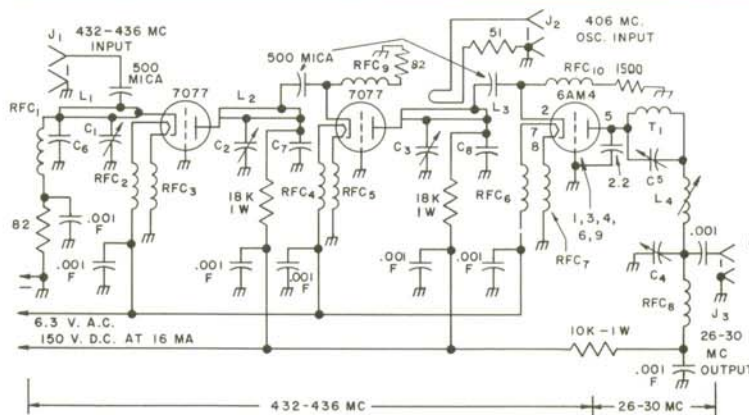 J1
432-436 MC
INPUT
500
MICA
RFC1
L1
C6
C1
7077
RFC2
RFC3
82
.001
F
.001
F
500 MICA
RFC9
82
L2
C2
C7
7077
18K
1W
RFC4
RFC5
.001
F
.001
F
J2
406 MC.
OSC. INPUT
51
L3
C3
C8
18K
1W
RFC6
.001
F
.001
F
RFC10
1500
6AM4
2
7
8
5
T1
C5
2.2
L4
1,3,4,
6,9
RFC7
C4
.001
J3
RFC8
26-30
MC
OUTPUT
6.3 V. A.C.
150 V. D.C. AT 16 MA
10K-1W
.001
F
432-436 MC
26-30 MC